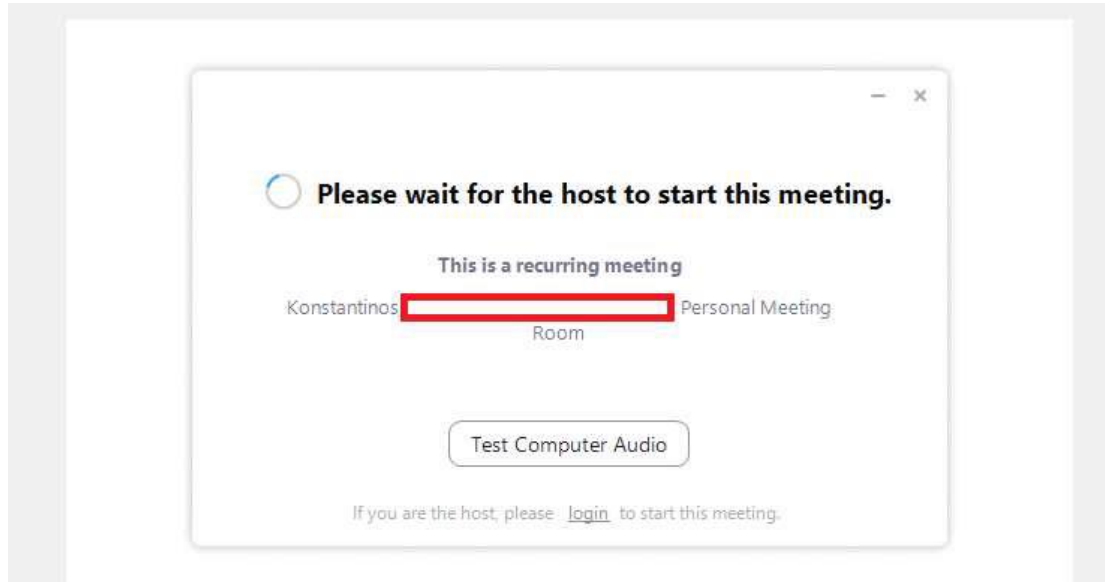 Please wait for the host to start this meeting.
This is a recurring meeting
Konstantinos Personal Meeting
Room
Test Computer Audio
If you are the host, please login to start this meeting.